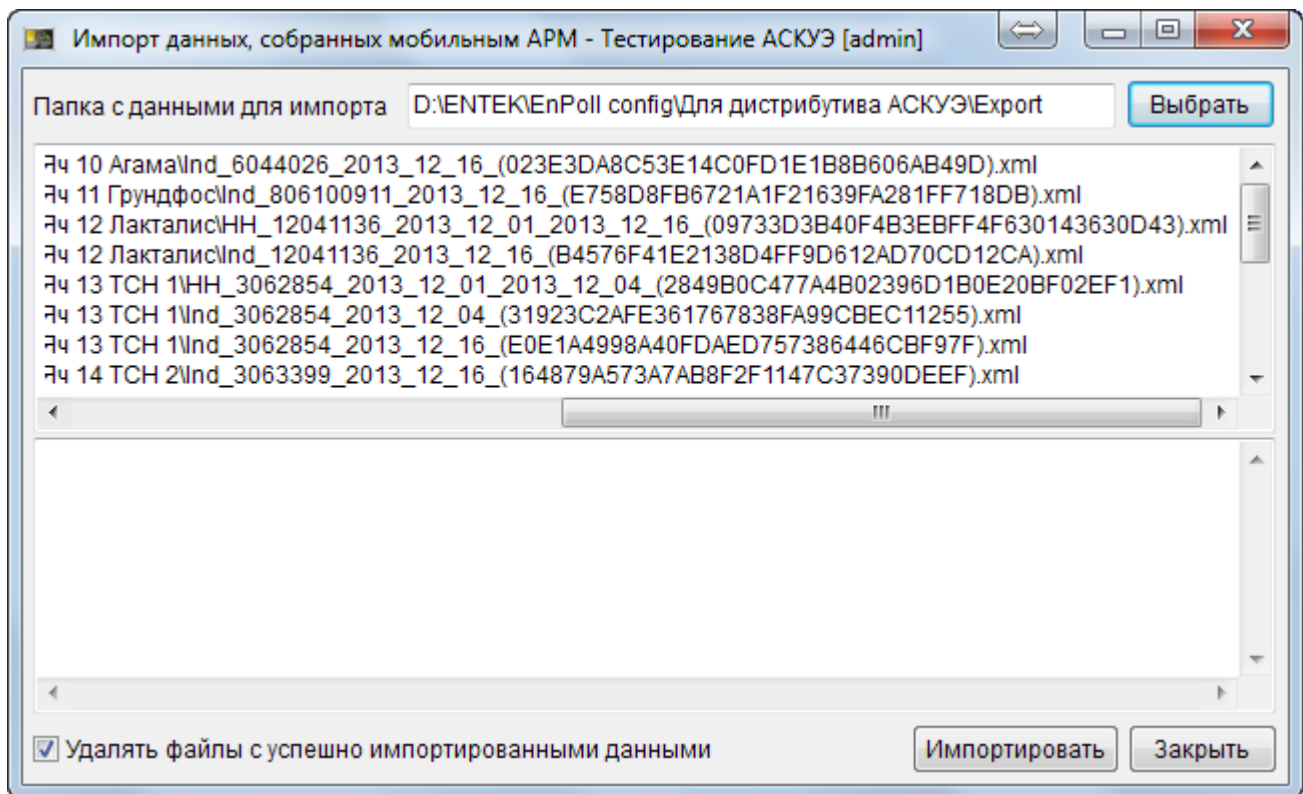 Импорт данных, собранных мобильным АРМ - Тестирование АСКУЭ [admin]
Папка с данными для импорта D:\ENTEK\EnPoll config\Для дистрибутива АСКУЭ\Export Выбрать
Яч 10 Агама\Ind_6044026_2013_12_16_(023E3DA8C53E14C0FD1E1B8B606AB49D).xml
Яч 11 Грундфос\Ind_806100911_2013_12_16_(E758D8FB6721A1F21639FA281FF718DB).xml
Яч 12 Лакталис\HH_12041136_2013_12_01_2013_12_16_(09733D3B40F4B3EBFF4F630143630D43).xml
Яч 12 Лакталис\Ind_12041136_2013_12_16_(B4576F41E2138D4FF9D612AD70CD12CA).xml
Яч 13 ТСН 1\HH_3062854_2013_12_01_2013_12_04_(2849B0C477A4B02396D1B0E20BF02EF1).xml
Яч 13 ТСН 1\Ind_3062854_2013_12_04_(31923C2AFE361767838FA99CBEC11255).xml
Яч 13 ТСН 1\Ind_3062854_2013_12_16_(E0E1A4998A40FDAED757386446CBF97F).xml
Яч 14 ТСН 2\Ind_3063399_2013_12_16_(164879A573A7AB8F2F1147C37390DEEF).xml
Удалять файлы с успешно импортированными данными Импортировать Закрыть